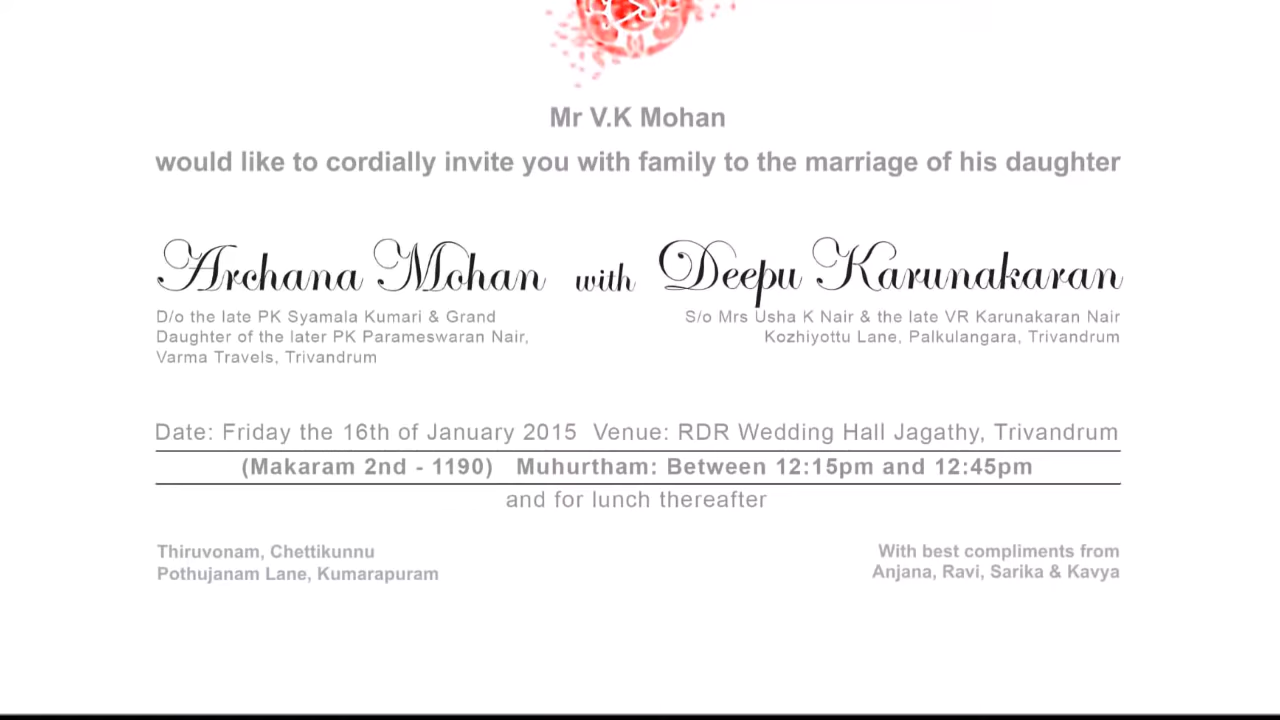 Mr V.K Mohan
would like to cordially invite you with family to the marriage of his daughter
Archana Mohan with Deepu Karunakaran
D/o the late PK Syamala Kumari & Grand
Daughter of the later PK Parameswaran Nair,
Varma Travels, Trivandrum
S/o Mrs Usha K Nair & the late VR Karunakaran Nair
Kozhiyottu Lane, Palkulangara, Trivandrum
Date: Friday the 16th of January 2015 Venue: RDR Wedding Hall Jagathy, Trivandrum
(Makaram 2nd - 1190) Muhurtham: Between 12:15pm and 12:45pm
and for lunch thereafter
Thiruvonam, Chettikunnu
Pothujanam Lane, Kumarapuram
With best compliments from
Anjana, Ravi, Sarika & Kavya